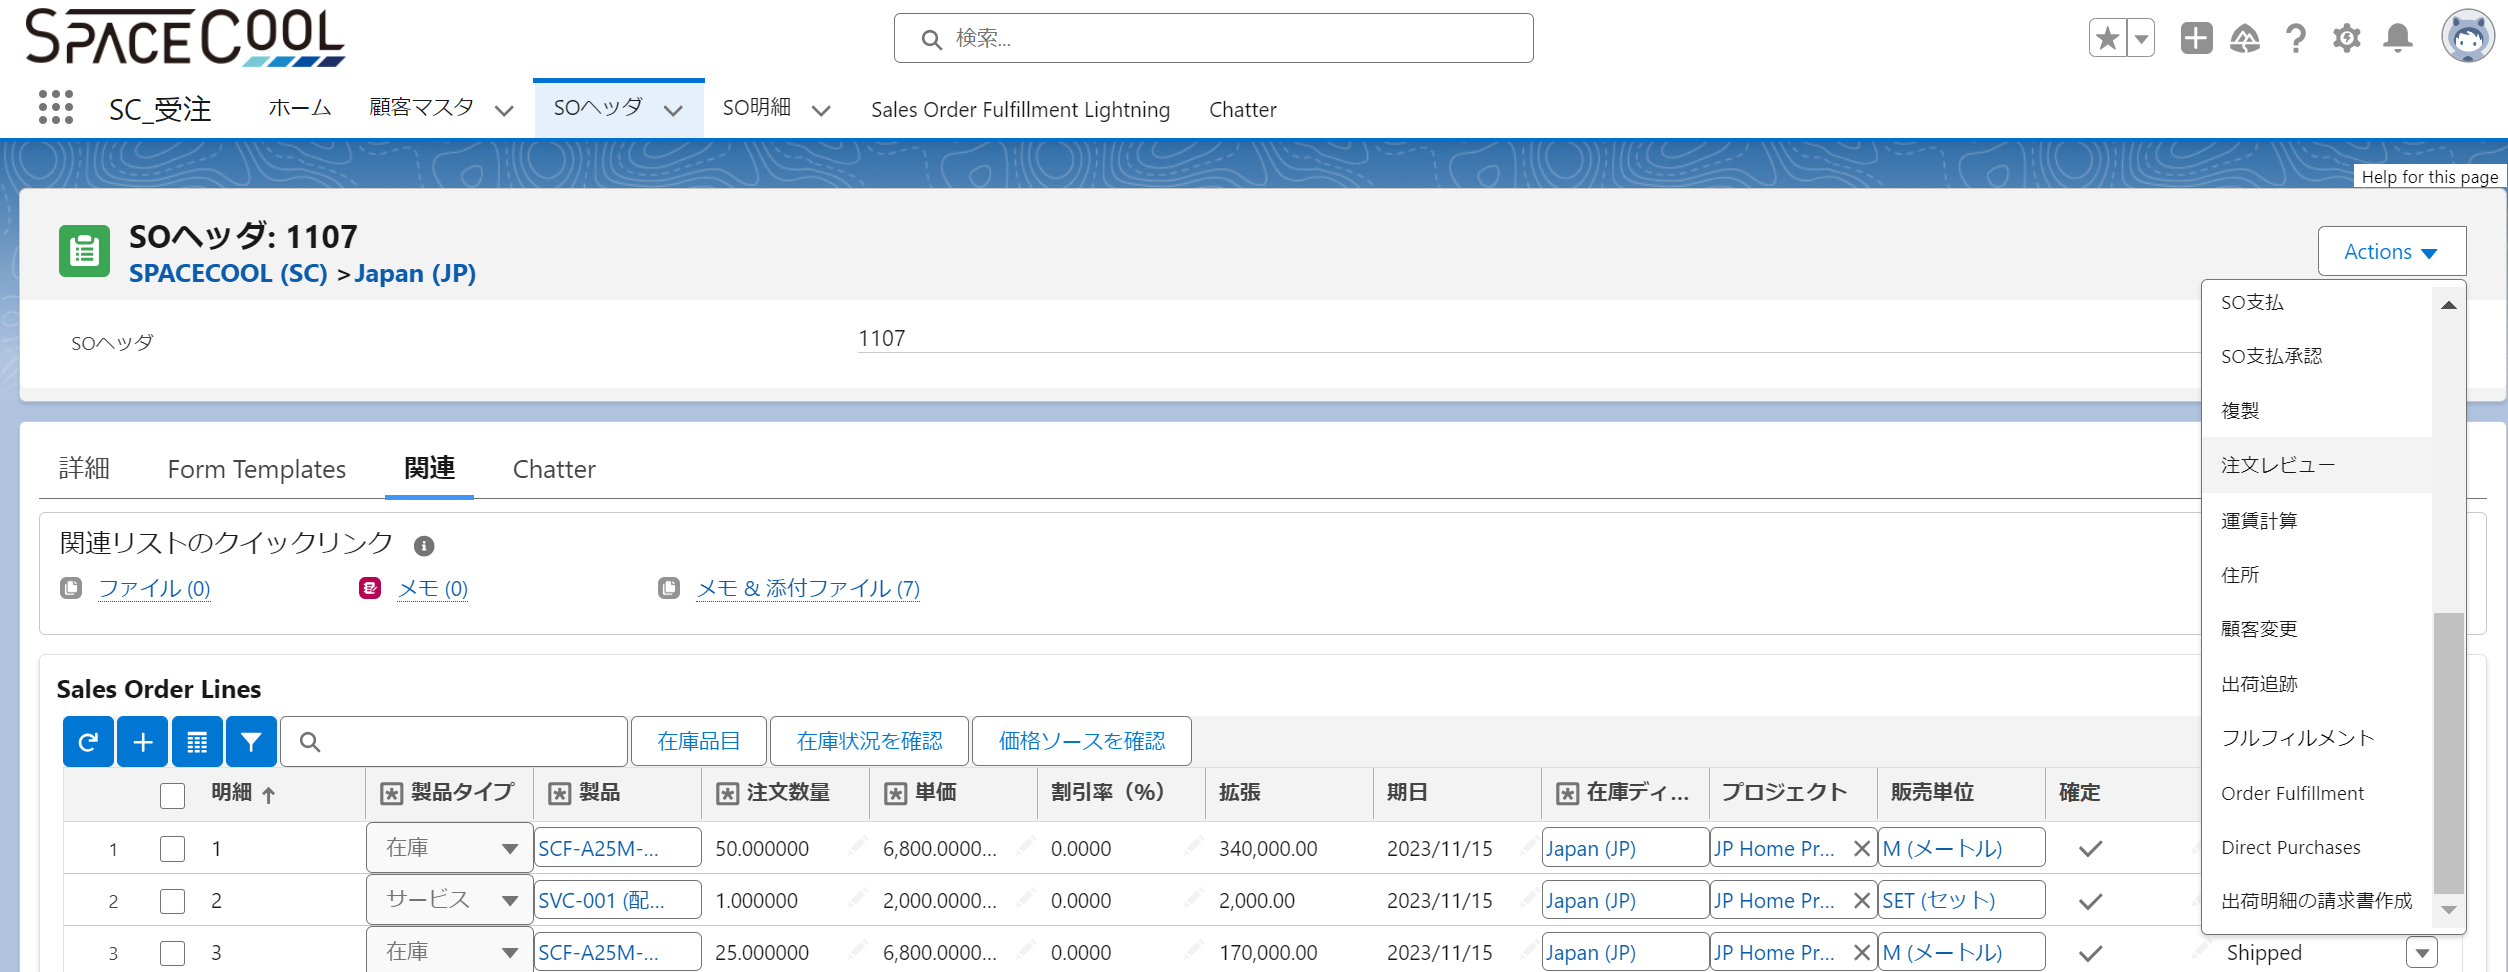 SPACECOOL
検索...
SC_受注
ホーム
顧客マスタ
SOヘッダ
SO明細
Sales Order Fulfillment Lightning
Chatter
Help for this page
SOヘッダ: 1107
SPACECOOL (SC) >Japan (JP)
Actions
SOヘッダ
1107
SO支払
SO支払承認
複製
注文レビュー
運賃計算
住所
顧客変更
出荷追跡
フルフィルメント
Order Fulfillment
Direct Purchases
出荷明細の請求書作成
詳細
Form Templates
関連
Chatter
関連リストのクイックリンク
ファイル (0)
メモ (0)
メモ & 添付ファイル (7)
Sales Order Lines
在庫品目
在庫状況を確認
価格ソースを確認
明細 製品タイプ 製品 注文数量 単価 割引率（%） 拡張 期日 在庫ディ... プロジェクト 販売単位 確定
1 1 在庫 SCF-A25M-... 50.000000 6,800.0000... 0.0000 340,000.00 2023/11/15 Japan (JP) JP Home Pr... M (メートル)
2 2 サービス SVC-001 (配... 1.000000 2,000.0000... 0.0000 2,000.00 2023/11/15 Japan (JP) JP Home Pr... SET (セット)
3 3 在庫 SCF-A25M-... 25.000000 6,800.0000... 0.0000 170,000.00 2023/11/15 Japan (JP) JP Home Pr... M (メートル) Shipped